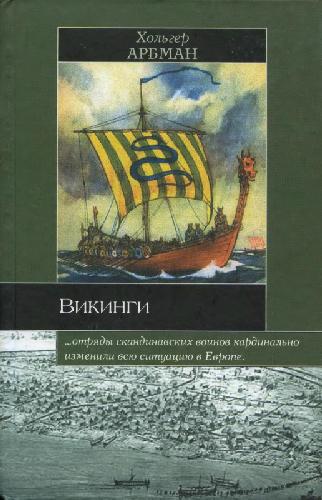 Хольгер
АРБМАН
ВИКИНГИ
...отряды скандинавских воинов кардинально
изменили всю ситуацию в Европе.